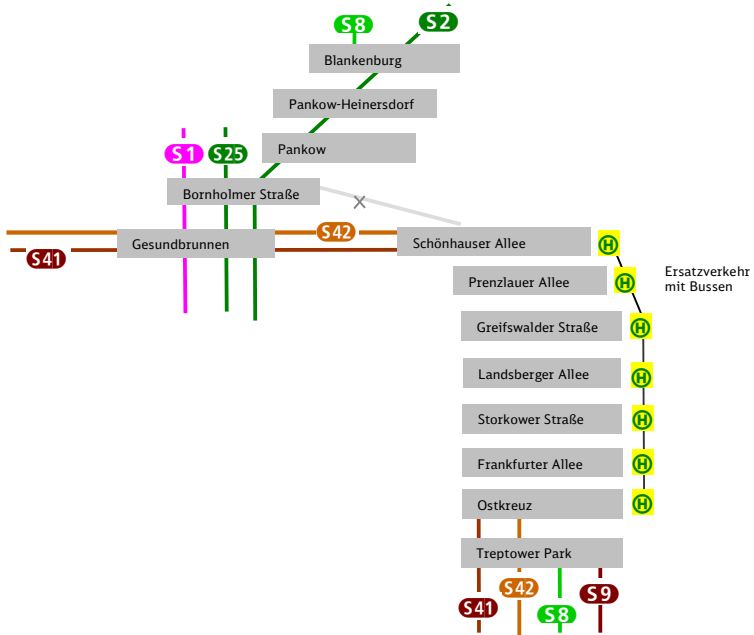 S8
S2
Blankenburg
Pankow-Heinersdorf
Pankow
S1
S25
Bornholmer Straße
S42
Gesundbrunnen
Schönhauser Allee
H
S41
Prenzlauer Allee
H
Ersatzverkehr
mit Bussen
Greifswalder Straße
H
Landsberger Allee
H
Storkower Straße
H
Frankfurter Allee
H
Ostkreuz
H
Treptower Park
S41
S42
S8
S9